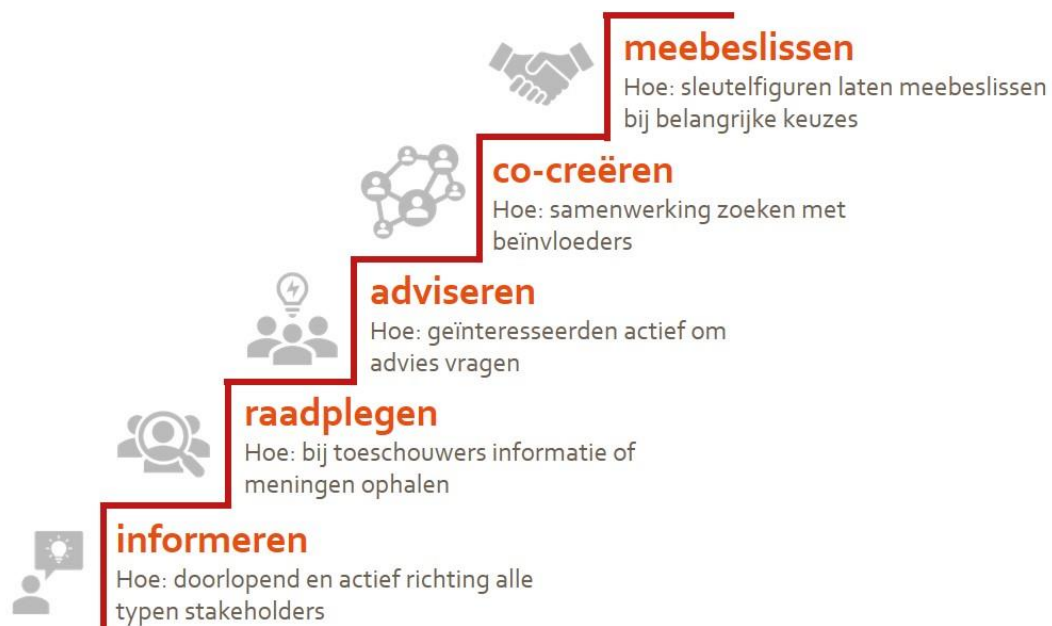 meebeslissen
Hoe: sleutelfiguren laten meebeslissen
bij belangrijke keuzes
co-creëren
Hoe: samenwerking zoeken met
beïnvloeders
adviseren
Hoe: geïnteresseerden actief om
advies vragen
raadplegen
Hoe: bij toeschouwers informatie of
meningen ophalen
informeren
Hoe: doorlopend en actief richting alle
typen stakeholders